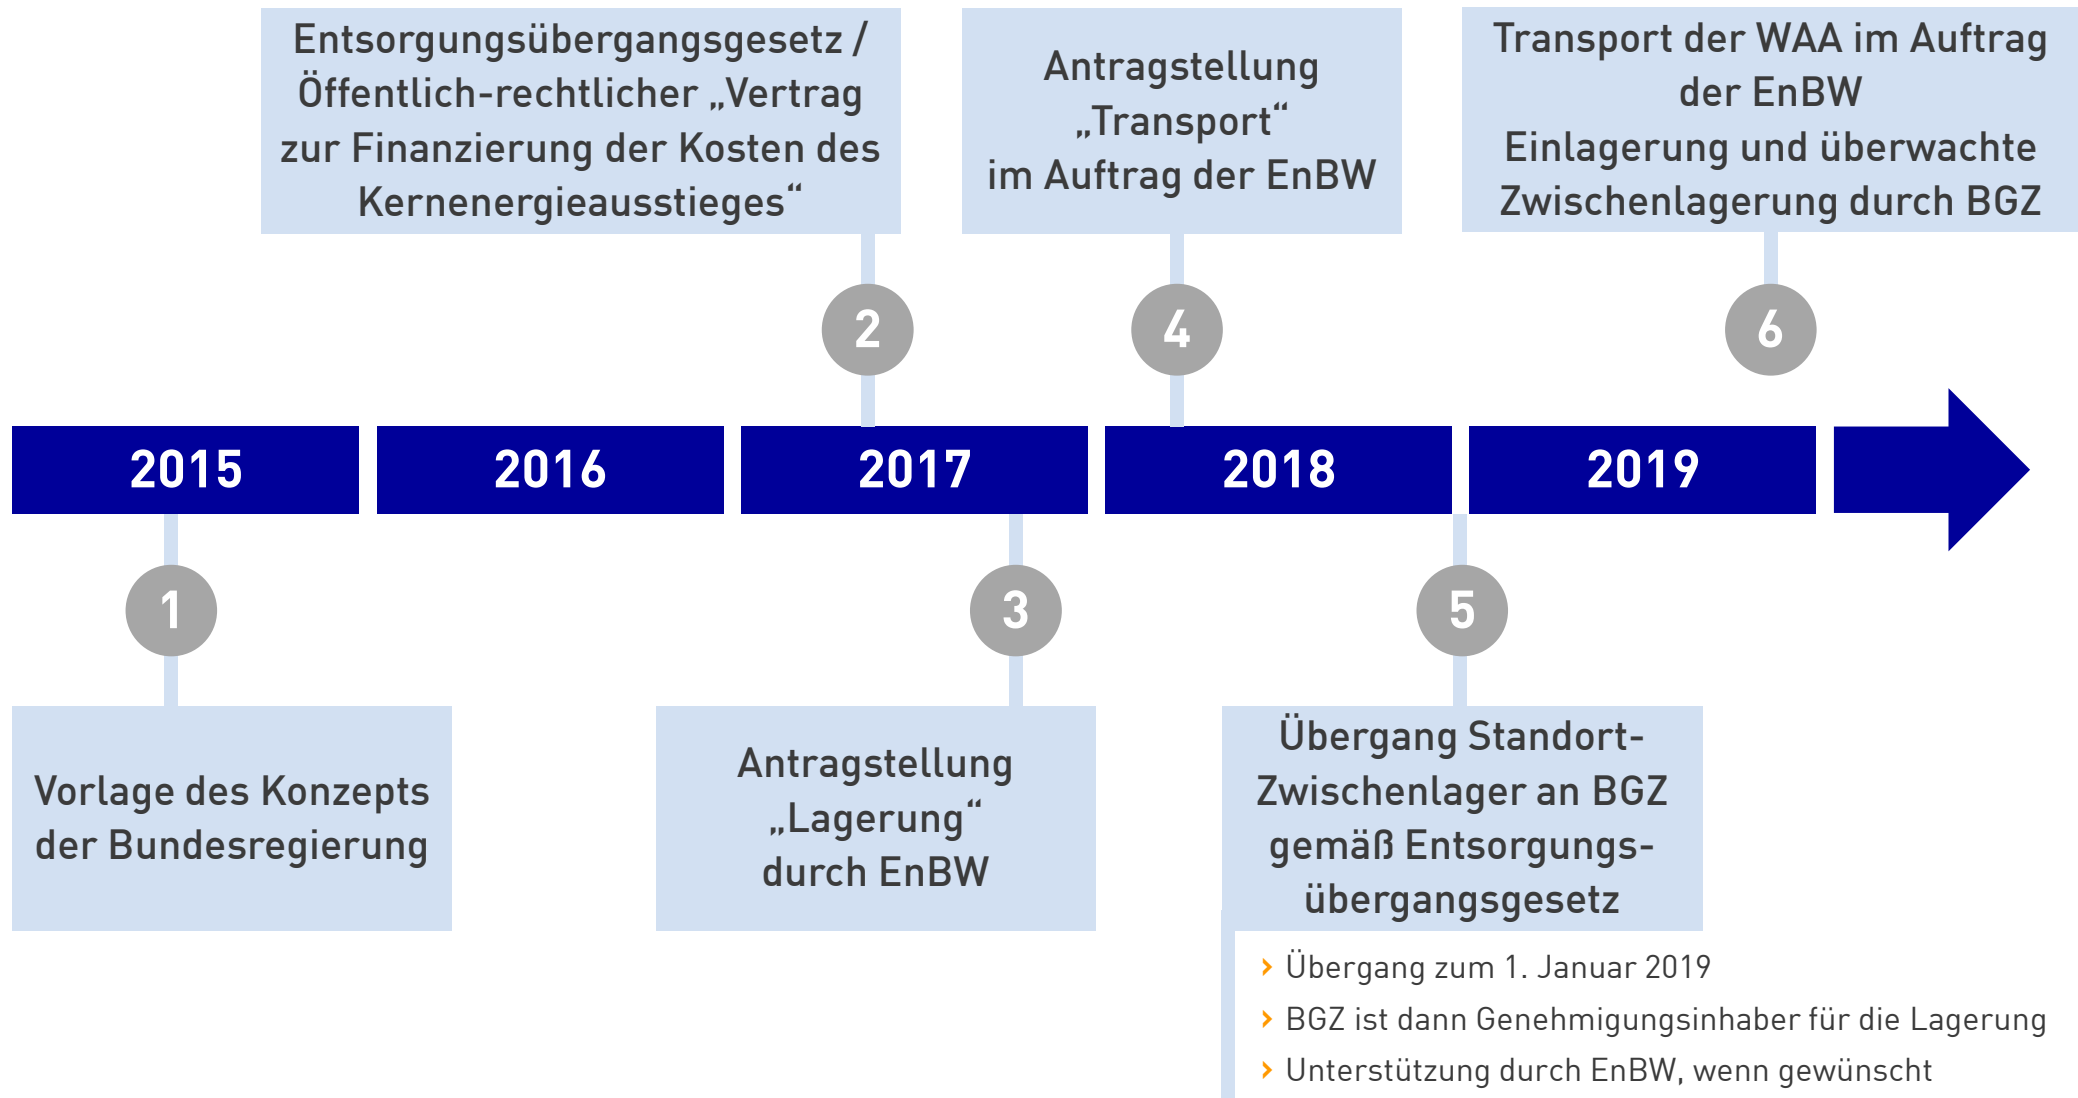 Entsorgungsübergangsgesetz /
Öffentlich-rechtlicher „Vertrag
zur Finanzierung der Kosten des
Kernenergieausstieges“
Antragstellung
„Transport“
im Auftrag der EnBW
Transport der WAA im Auftrag
der EnBW
Einlagerung und überwachte
Zwischenlagerung durch BGZ
2
4
6
2015
2016
2017
2018
2019
1
3
5
Vorlage des Konzepts
der Bundesregierung
Antragstellung
„Lagerung“
durch EnBW
Übergang Standort-
Zwischenlager an BGZ
gemäß Entsorgungs-
übergangsgesetz
› Übergang zum 1. Januar 2019
› BGZ ist dann Genehmigungsinhaber für die Lagerung
› Unterstützung durch EnBW, wenn gewünscht